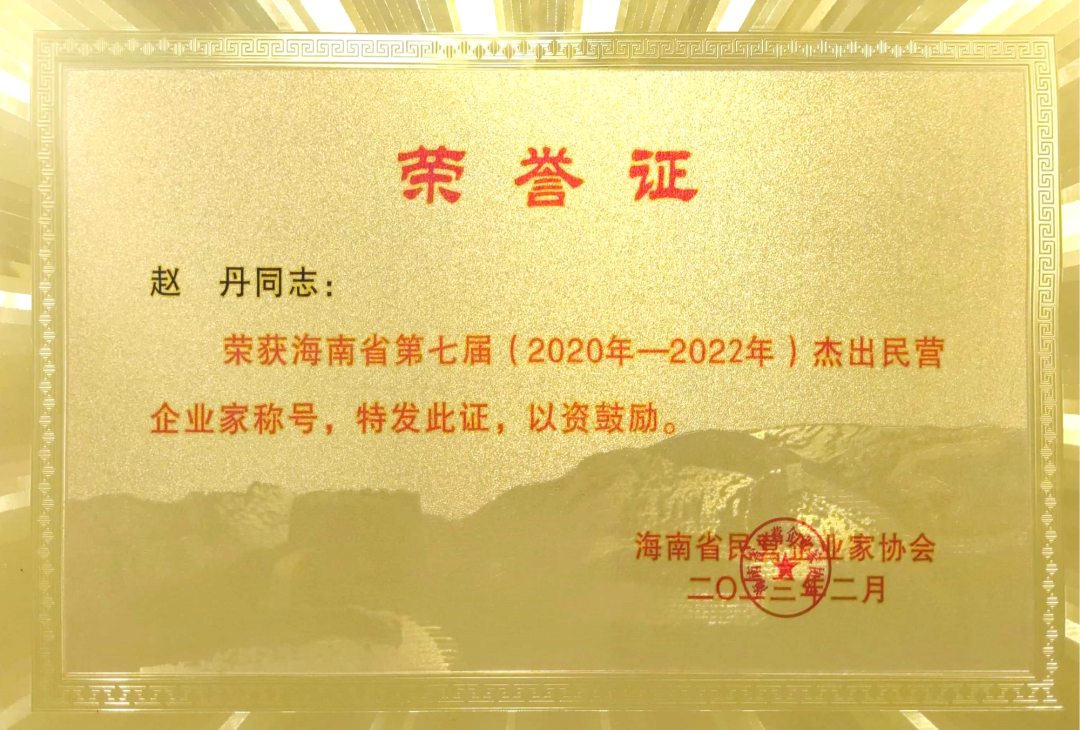 荣誉证
赵 丹同志：
荣获海南省第七届（2020年—2022年）杰出民营
企业家称号，特发此证，以资鼓励。
海南省民营企业家协会
二〇二三年二月